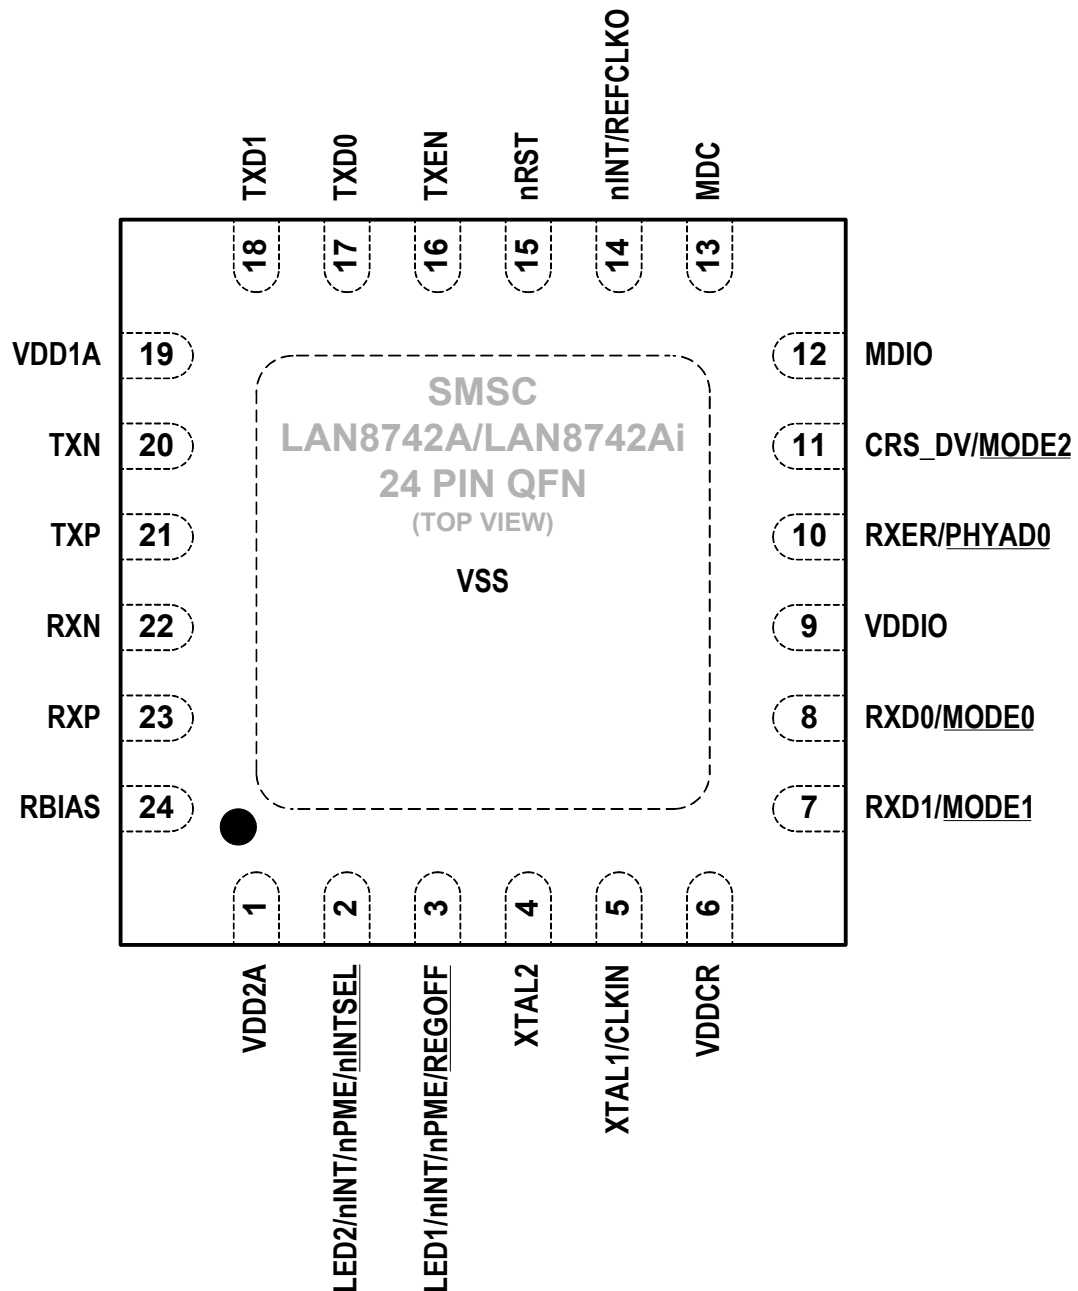 TXD1
TXD0
TXEN
nRST
nINT/REFCLKO
MDC
18
17
16
15
14
13
VDD1A 19
12 MDIO
TXN 20
11 CRS_DV/MODE2
TXP 21
10 RXER/PHYAD0
RXN 22
9 VDDIO
RXP 23
8 RXD0/MODE0
RBIAS 24
7 RXD1/MODE1
SMSC
LAN8742A/LAN8742Ai
24 PIN QFN
(TOP VIEW)
VSS
1
2
3
4
5
6
VDD2A
LED2/nINT/nPME/nINTSEL
LED1/nINT/nPME/REGOFF
XTAL2
XTAL1/CLKIN
VDDCR